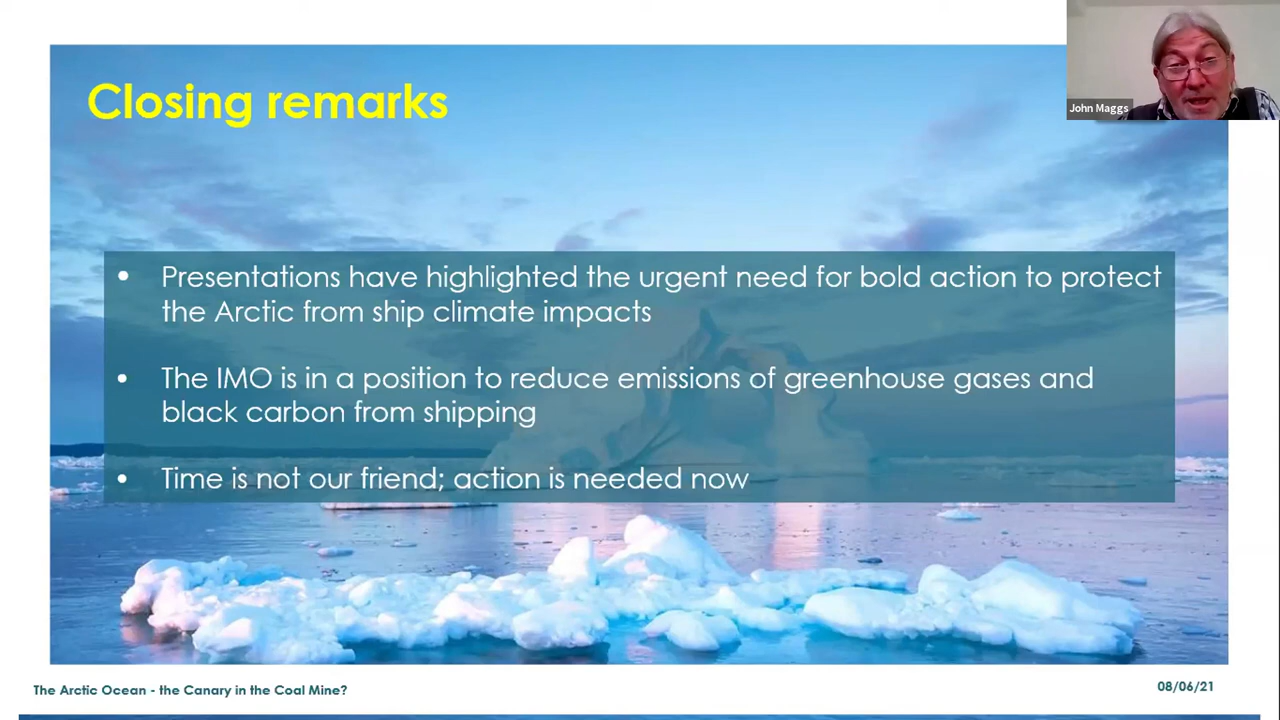 John Maggs
Closing remarks
• Presentations have highlighted the urgent need for bold action to protect
the Arctic from ship climate impacts
• The IMO is in a position to reduce emissions of greenhouse gases and
black carbon from shipping
• Time is not our friend; action is needed now
The Arctic Ocean - the Canary in the Coal Mine?
08/06/21